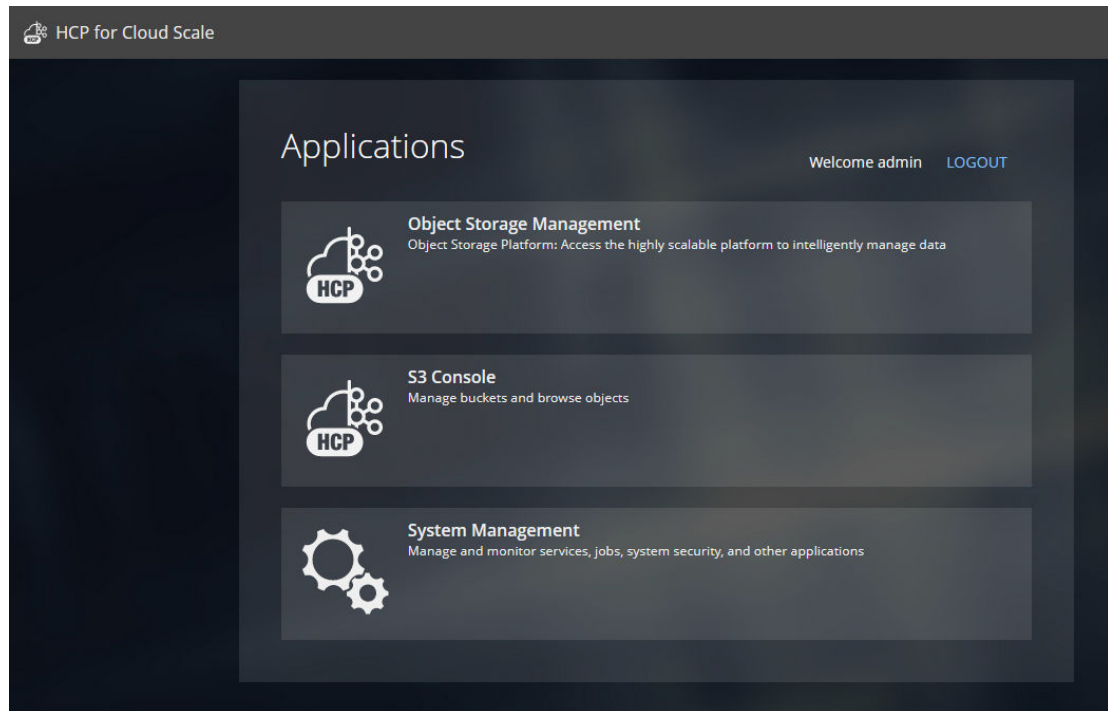 HCP HCP for Cloud Scale
Applications
Welcome admin LOGOUT
HCP
Object Storage Management
Object Storage Platform: Access the highly scalable platform to intelligently manage data
HCP
S3 Console
Manage buckets and browse objects
System Management
Manage and monitor services, jobs, system security, and other applications